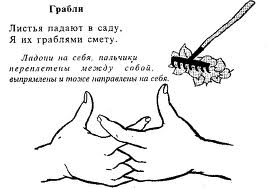 Грабли
Листья падают в саду,
Я их граблями смету.
Ладони на себя, пальчики
переплетены между собой,
выпрямлены и тоже направлены на себя.